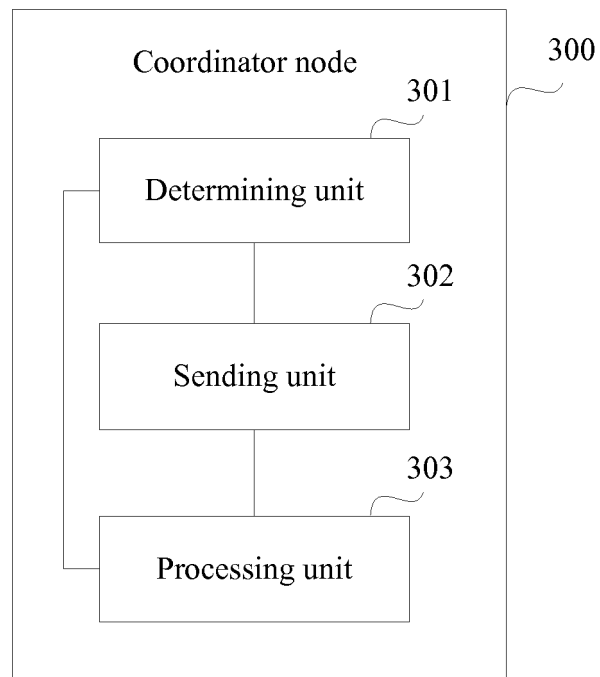 Coordinator node
300
301
Determining unit
302
Sending unit
303
Processing unit